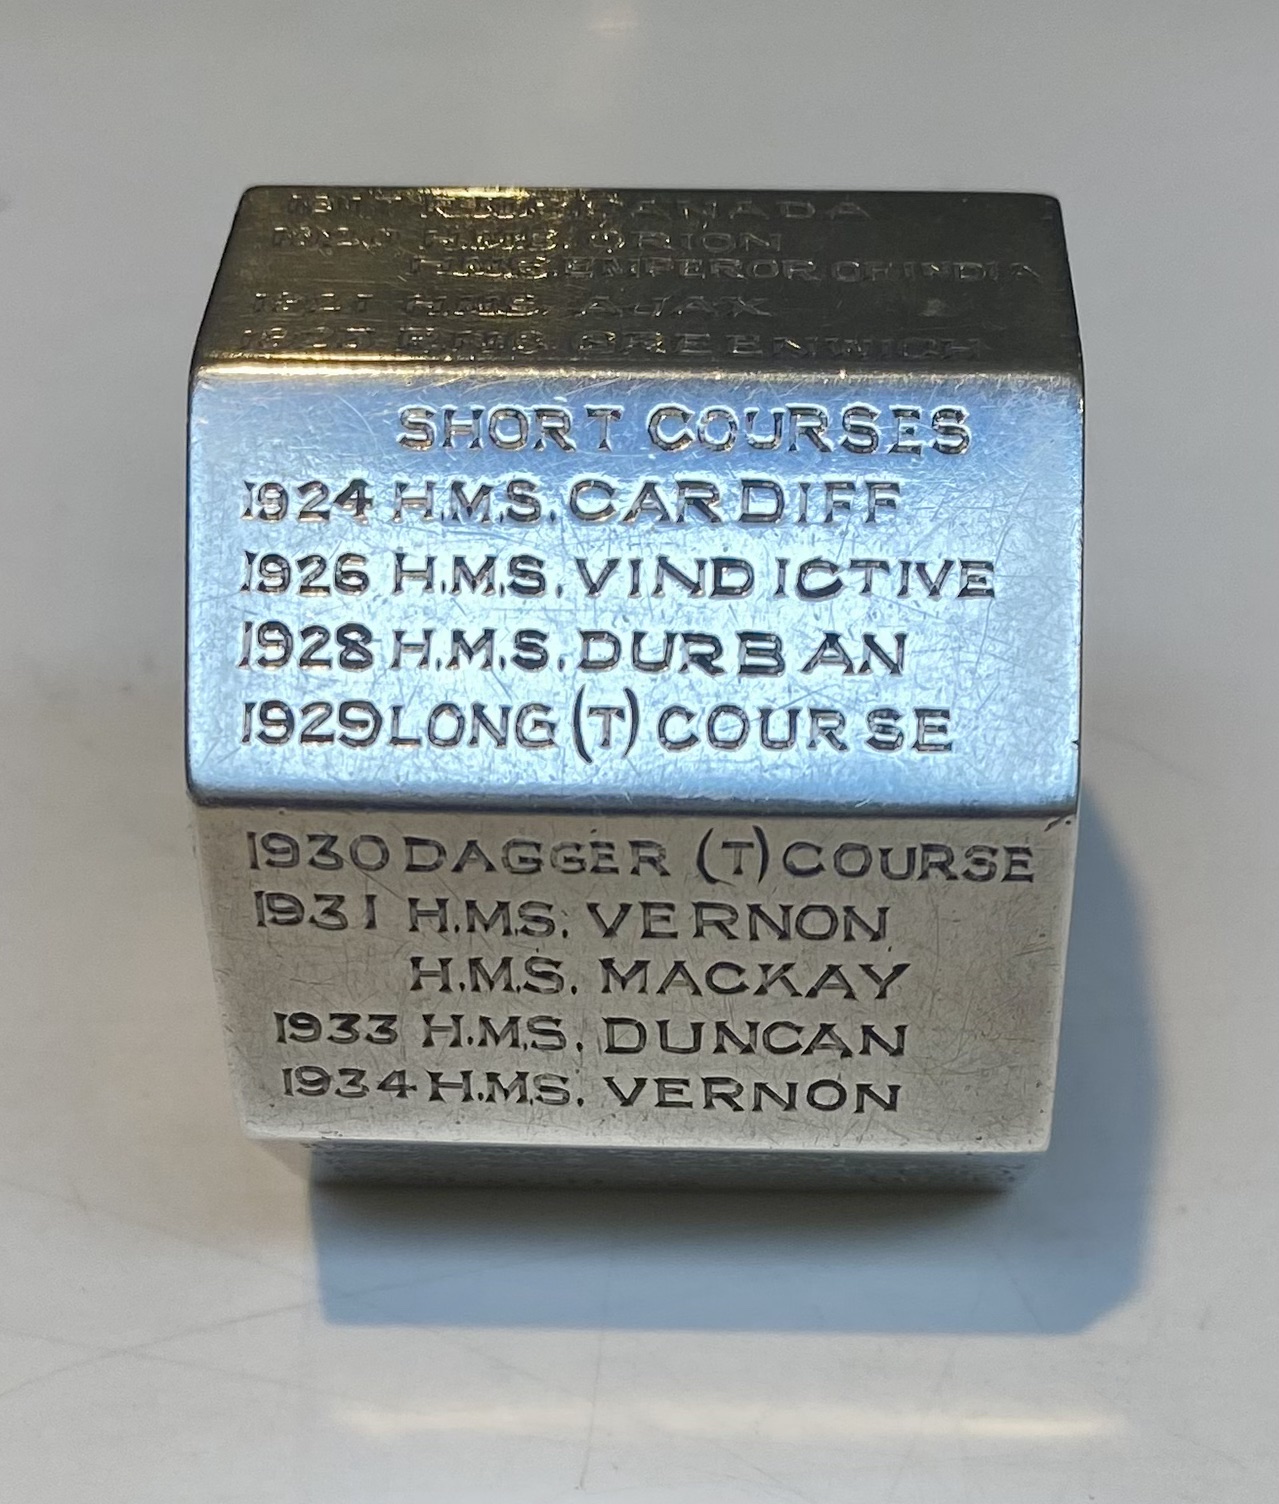 H.M.S. CANADA
H.M.S. ORION
H.M.S. EMPEROR OF INDIA
1921 H.M.S. AJAX
H.M.S. GREENWICH
SHORT COURSES
1924 H.M.S. CARDIFF
1926 H.M.S. VINDICTIVE
1928 H.M.S. DURBAN
1929 LONG (T) COURSE
1930 DAGGER (T) COURSE
1931 H.M.S. VERNON
H.M.S. MACKAY
1933 H.M.S. DUNCAN
1934 H.M.S. VERNON